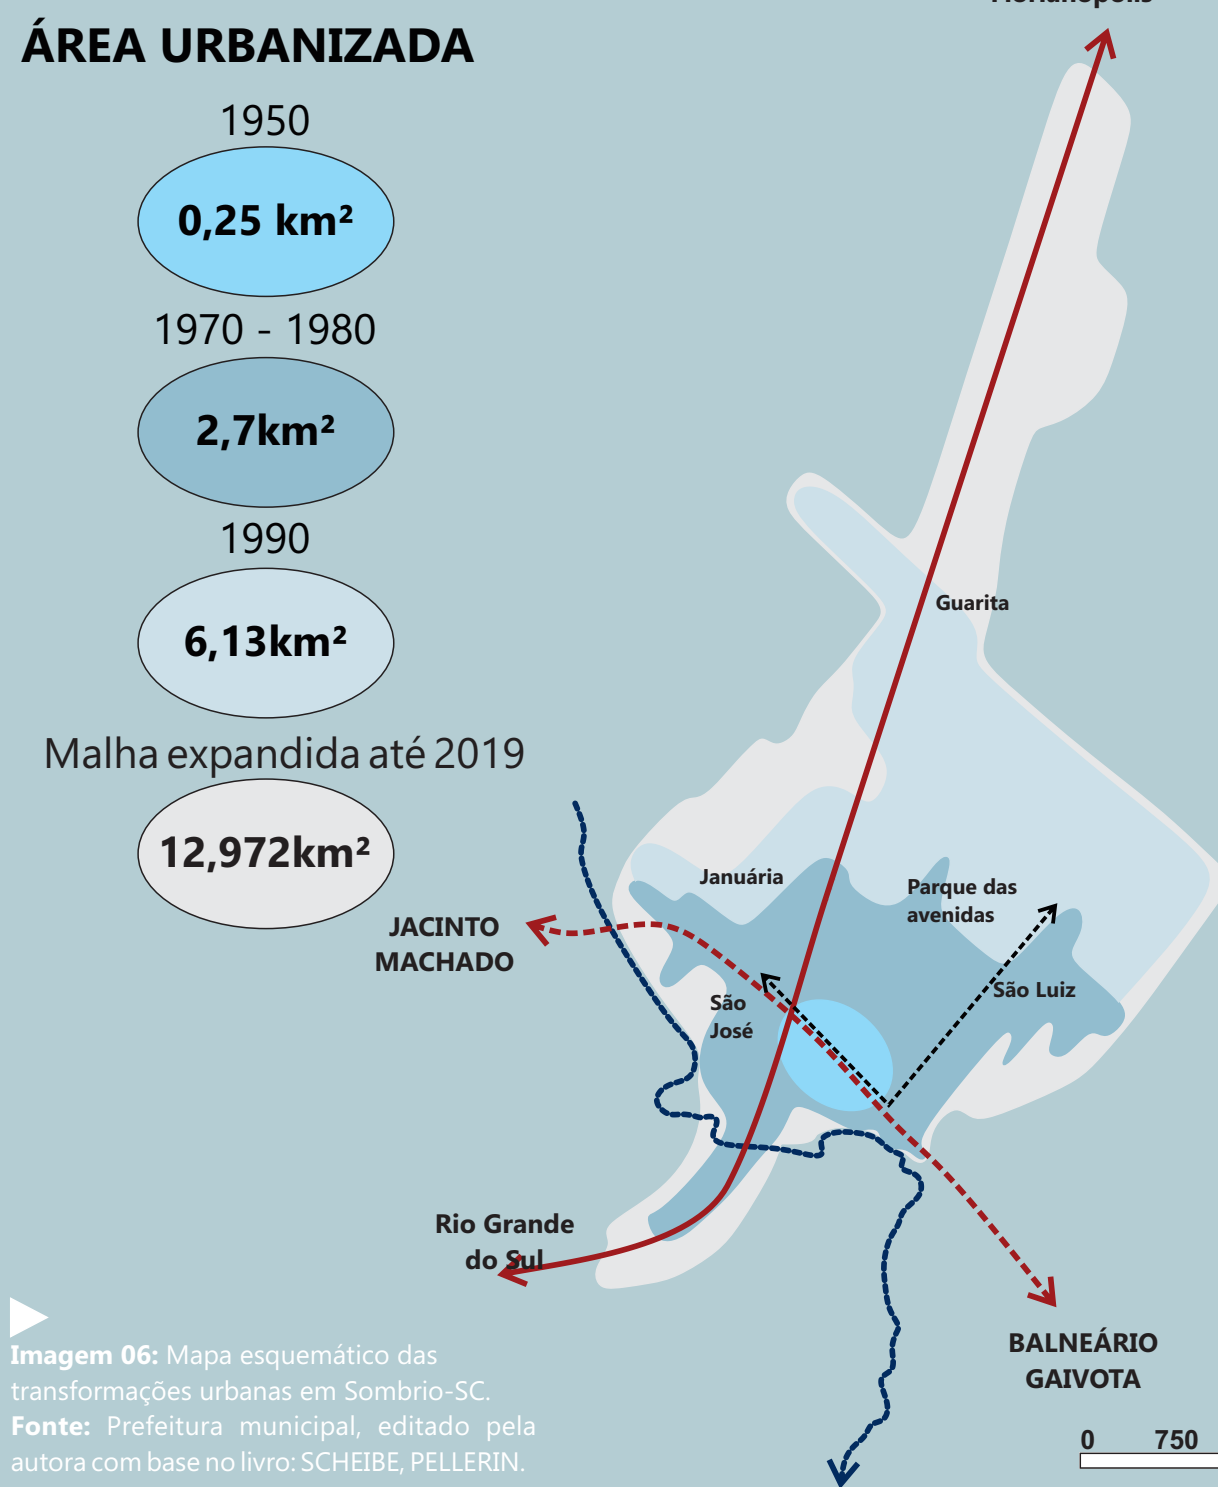 Florianópolis
ÁREA URBANIZADA
1950
0,25 km²
1970 - 1980
2,7km²
1990
6,13km²
Malha expandida até 2019
12,972km²
Guarita
Januária
Parque das
avenidas
JACINTO
MACHADO
São
José
São Luiz
Rio Grande
do Sul
BALNEÁRIO
GAIVOTA
Imagem 06: Mapa esquemático das
transformações urbanas em Sombrio-SC.
Fonte: Prefeitura municipal, editado pela
autora com base no livro: SCHEIBE, PELLERIN.
0 750